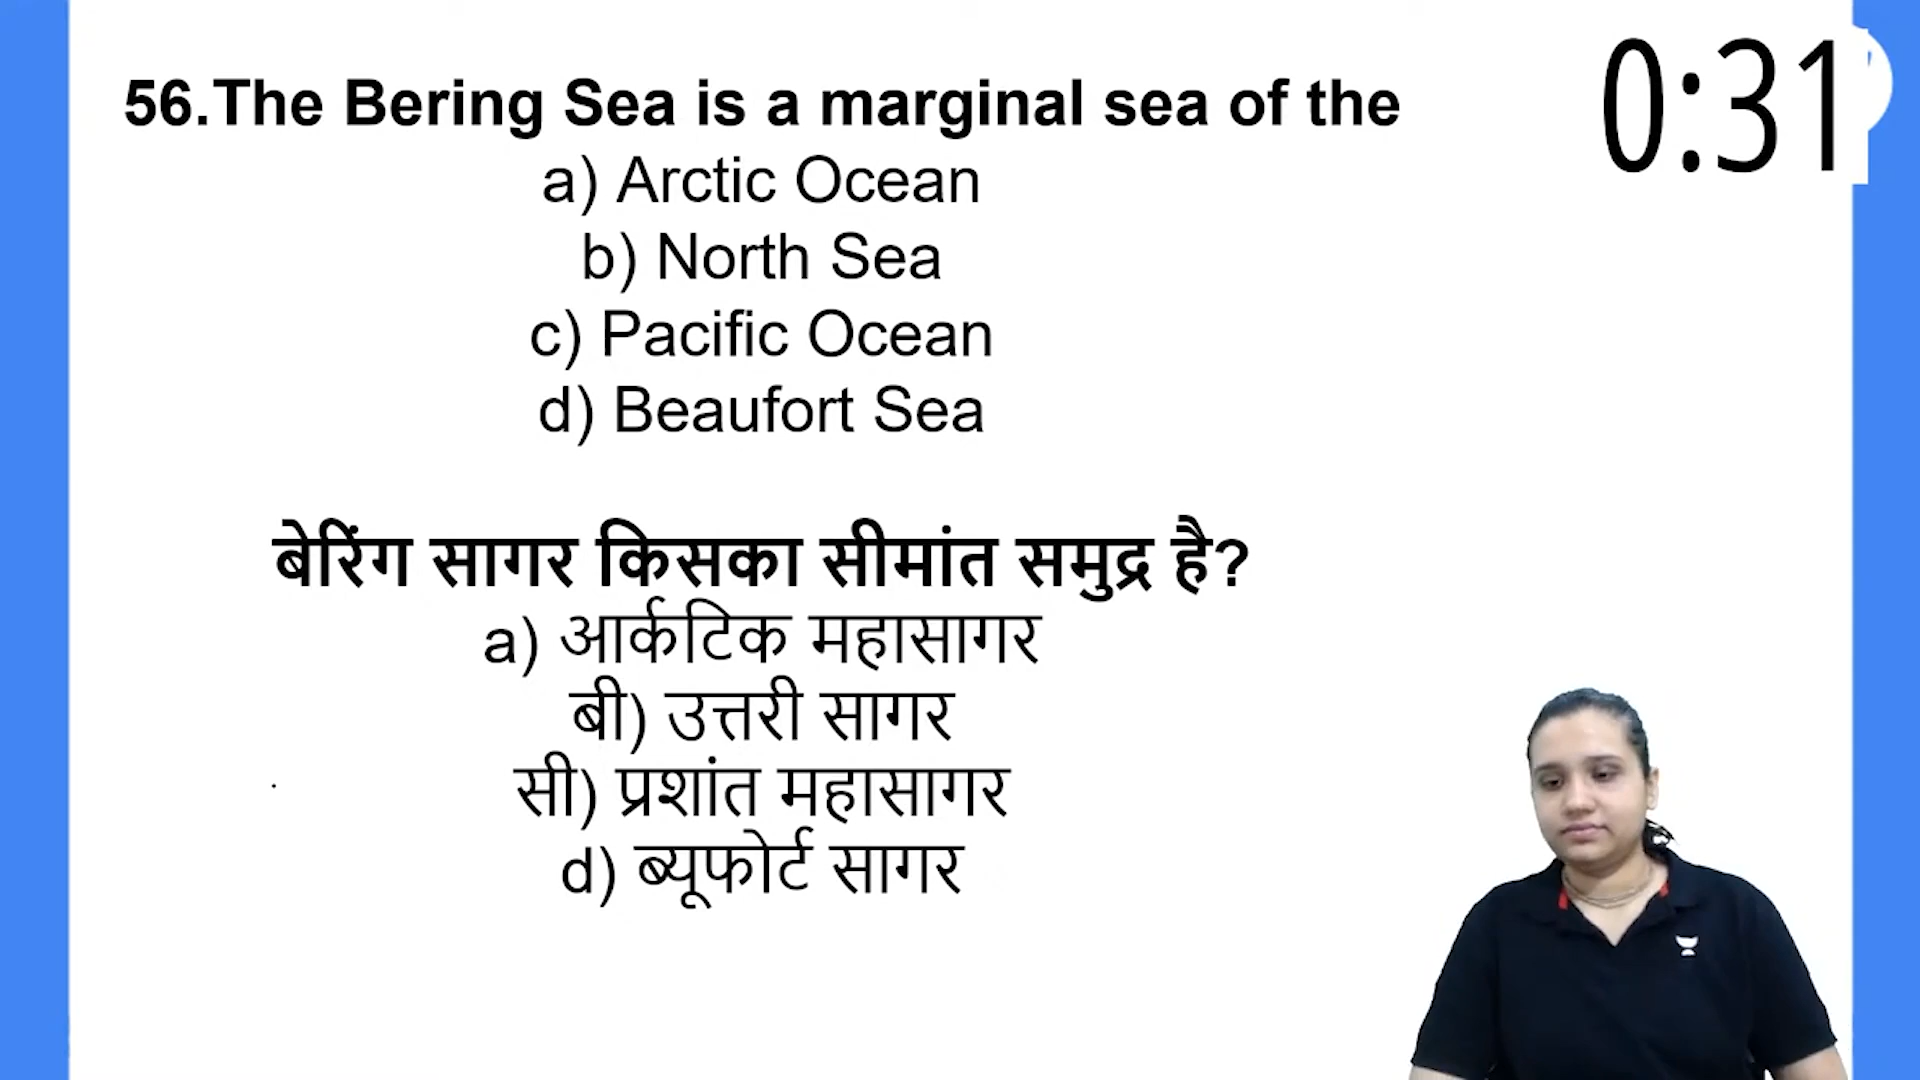 0:31
56.The Bering Sea is a marginal sea of the
a) Arctic Ocean
b) North Sea
c) Pacific Ocean
d) Beaufort Sea
बेरिंग सागर किसका सीमांत समुद्र है?
a) आर्कटिक महासागर
बी) उत्तरी सागर
सी) प्रशांत महासागर
d) ब्यूफोर्ट सागर